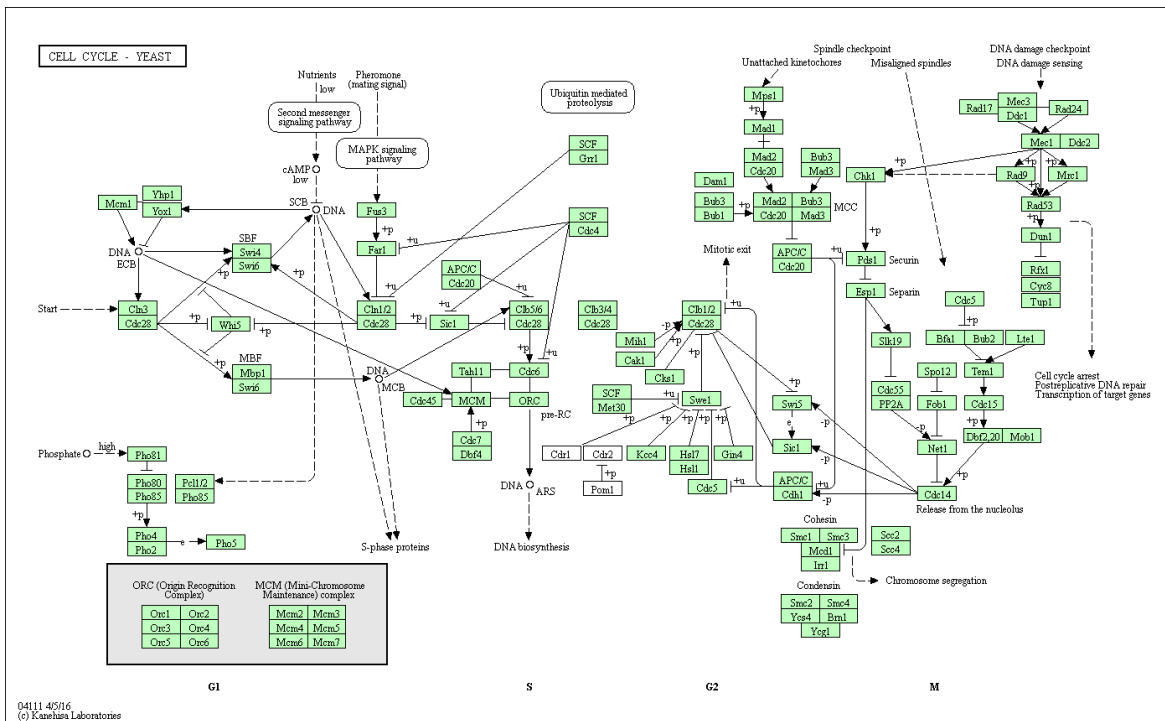 CELL CYCLE - YEAST
Nutrients
low
Pheromone
(mating signal)
Second messenger
signaling pathway
MAPK signaling
pathway
cAMP
low
Ubiquitin mediated
proteolysis
SCF
Grr1
SCF
Cdc4
+u
+u
+u
+u
Mcm1
Yhp1
Yox1
SCB
DNA
Fus3
+p
Far1
DNA
ECB
SBF
Swi4
Swi6
+p
+p
APC/C
Cdc20
+u
Start
Cln3
Cdc28
+p
Whi5
+p
Cln1/2
Cdc28
+p
Sic1
Clb5/6
Cdc28
+p
+p
MBF
Mbp1
Swi6
DNA
MCB
Tah11
Cdc6
Cdc45
MCM
ORC
pre-RC
+p
Cdc7
Dbf4
DNA
ARS
DNA biosynthesis
S-phase proteins
Phosphate
high
Pho81
Pho80
Pho85
Pcl1/2
Pho85
+p
Pho4
Pho2
e
Pho5
ORC (Origin Recognition
Complex)
Orc1
Orc2
Orc3
Orc4
Orc5
Orc6
MCM (Mini-Chromosome
Maintenance) complex
Mcm2
Mcm3
Mcm4
Mcm5
Mcm6
Mcm7
Spindle checkpoint
Unattached kinetochores
Misaligned spindles
Mps1
+p
Mad1
Mad2
Cdc20
Bub3
Mad3
Dam1
Bub3
Bub1
+p
Mad2
Bub3
Cdc20
Mad3
MCC
APC/C
Cdc20
+u
Mitotic exit
Clb3/4
Cdc28
Clb1/2
Cdc28
+u
Mih1
-p
Cak1
+p
Cks1
+p
SCF
Met30
+u
Swe1
+p
+p
+p
+p
+p
Cdr1
Cdr2
+p
Pom1
Kcc4
Hsl7
Hsl1
Gin4
Cdc5
+u
APC/C
Cdh1
+u
-p
+p
Swi5
e
Sic1
-p
-p
DNA damage checkpoint
DNA damage sensing
Rad17
Mec3
Ddc1
Rad24
Mec1
Ddc2
+p
+p
+p
+p
Chk1
Rad9
Mrc1
Rad53
+p
Dun1
Rfx1
Cyc8
Tup1
+p
Pds1
Securin
Esp1
Separin
Slk19
Cdc55
PP2A
-p
Cdc5
+p
Bfa1
Bub2
Lte1
Spo12
Tem1
Fob1
Cdc15
+p
Dbf2,20
Mob1
Net1
+p
Cdc14
Release from the nucleolus
Cell cycle arrest
Postreplicative DNA repair
Transcription of target genes
Cohesin
Smc1
Smc3
Mcd1
Irr1
Scc2
Scc4
Chromosome segregation
Condensin
Smc2
Smc4
Ycs4
Brn1
Ycg1
G1
S
G2
M
04111 4/5/16
(c) Kanehisa Laboratories